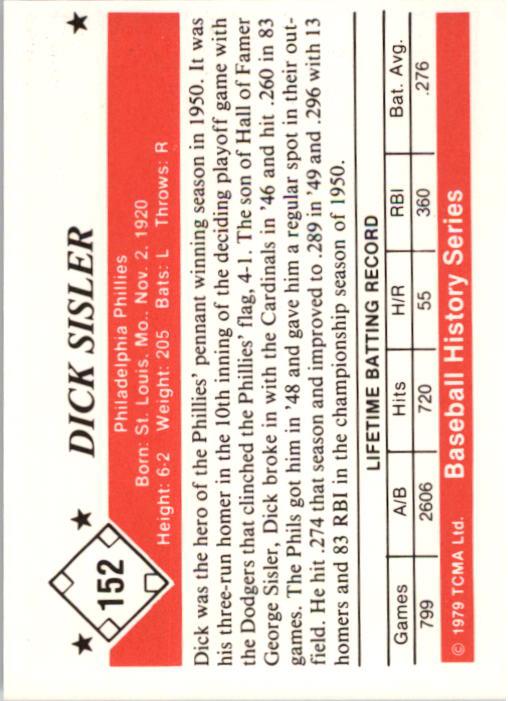 152
DICK SISLER
Philadelphia Phillies
Born: St. Louis, Mo., Nov. 2, 1920
Height: 6-2 Weight: 205 Bats: L Throws: R
Dick was the hero of the Phillies' pennant winning season in 1950. It was
his three-run homer in the 10th inning of the deciding playoff game with
the Dodgers that clinched the Phillies' flag, 4-1. The son of Hall of Famer
George Sisler, Dick broke in with the Cardinals in '46 and hit .260 in 83
games. The Phils got him in '48 and gave him a regular spot in their out-
field. He hit .274 that season and improved to .289 in '49 and .296 with 13
homers and 83 RBI in the championship season of 1950.
LIFETIME BATTING RECORD
Games A/B Hits H/R RBI Bat. Avg.
799 2606 720 55 360 .276
© 1979 TCMA Ltd. Baseball History Series